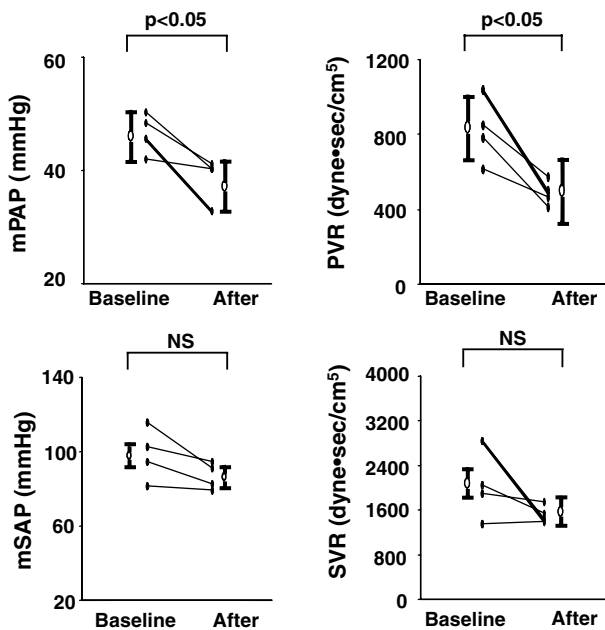 p<0.05
mPAP (mmHg)
60
40
20
Baseline After
p<0.05
PVR (dyne•sec/cm⁵)
1200
800
400
0
Baseline After
NS
mSAP (mmHg)
140
100
60
20
Baseline After
NS
SVR (dyne•sec/cm⁵)
4000
3200
2400
1600
800
0
Baseline After